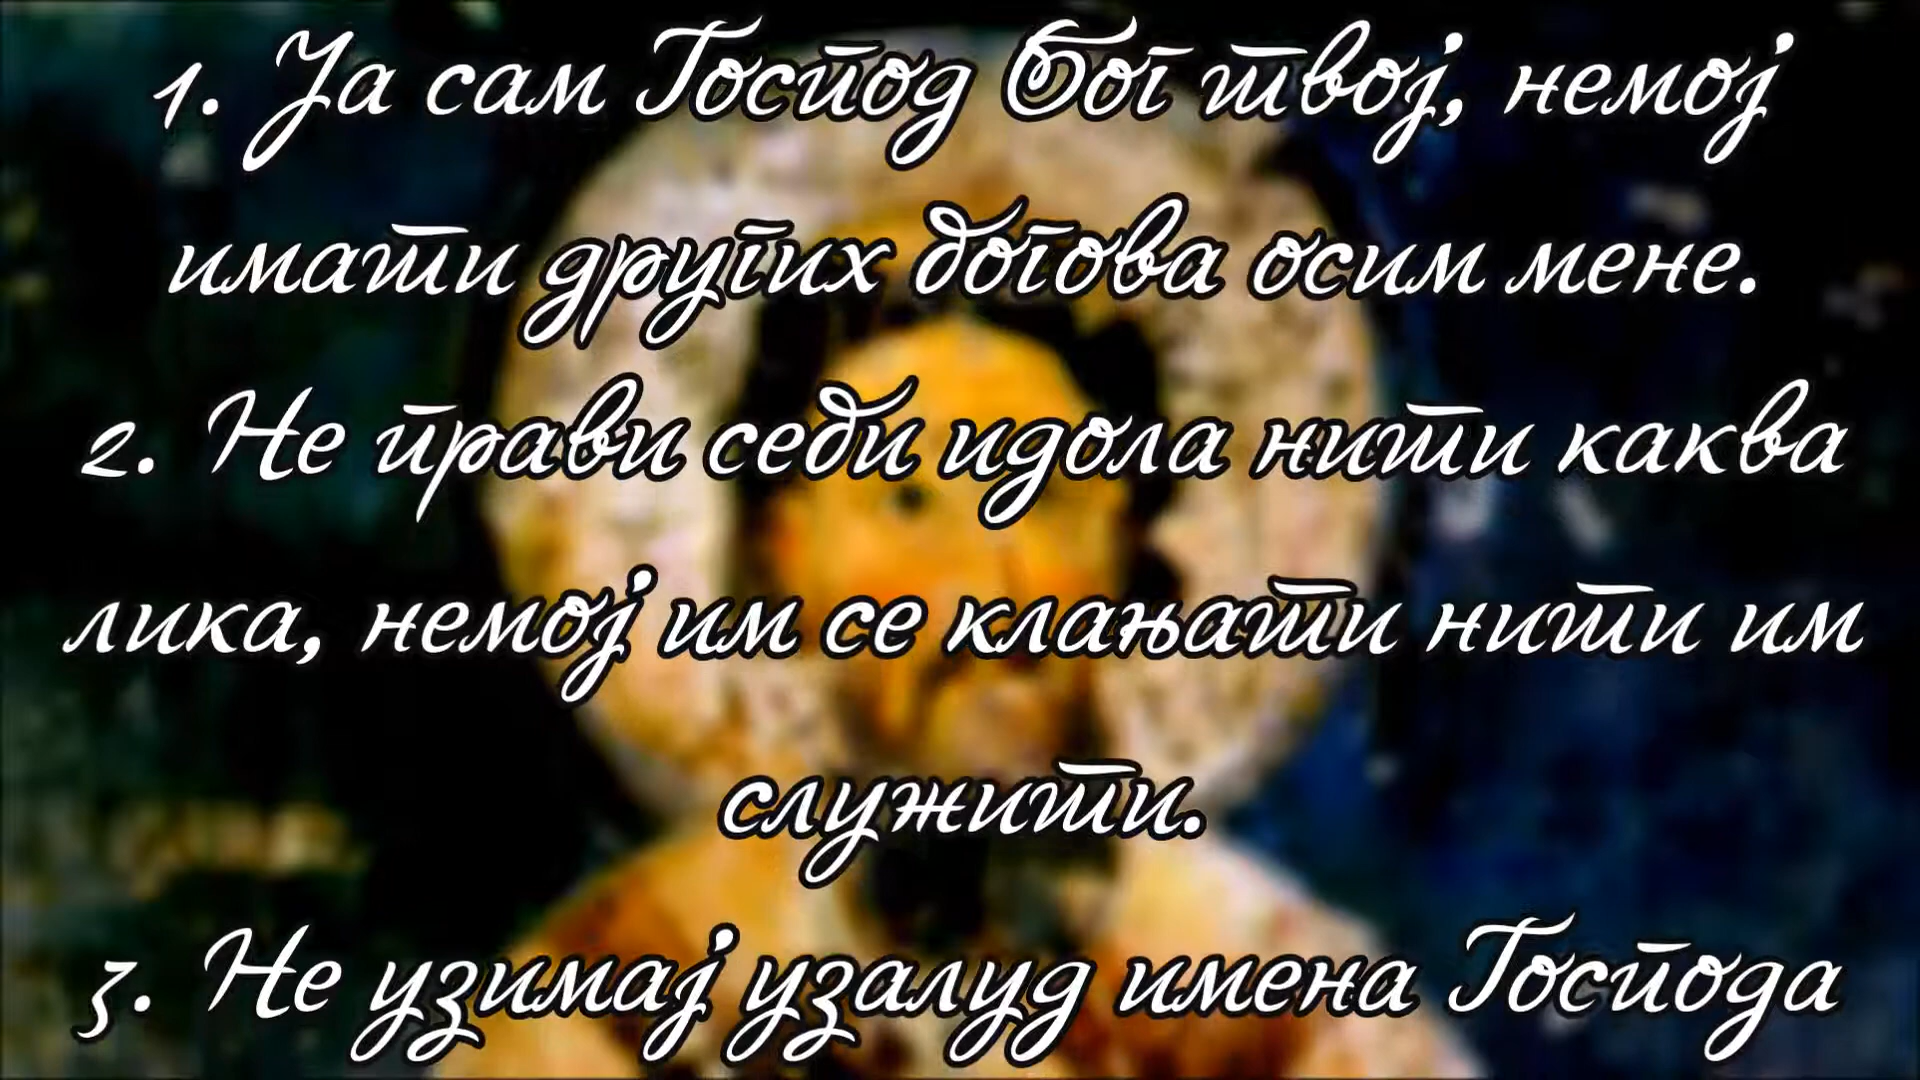 1. Ја сам Господ Бог твој, немој
имати других богова осим мене.
2. Не прави себи идола нити каква
лика, немој им се клањати нити им
служити.
3. Не узимај узалуд имена Господа